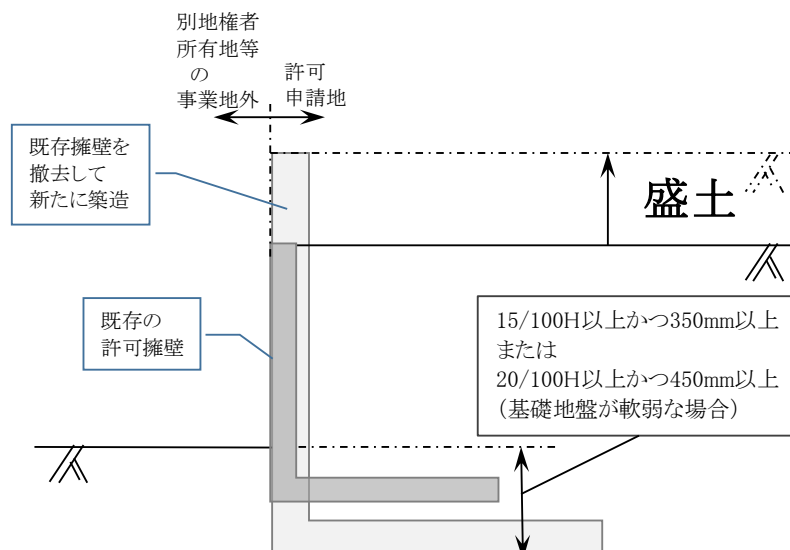 別地権者
所有地等
の
事業地外
許可
申請地
既存擁壁を
撤去して
新たに築造
盛土
既存の
許可擁壁
15/100H以上かつ350mm以上
または
20/100H以上かつ450mm以上
（基礎地盤が軟弱な場合）